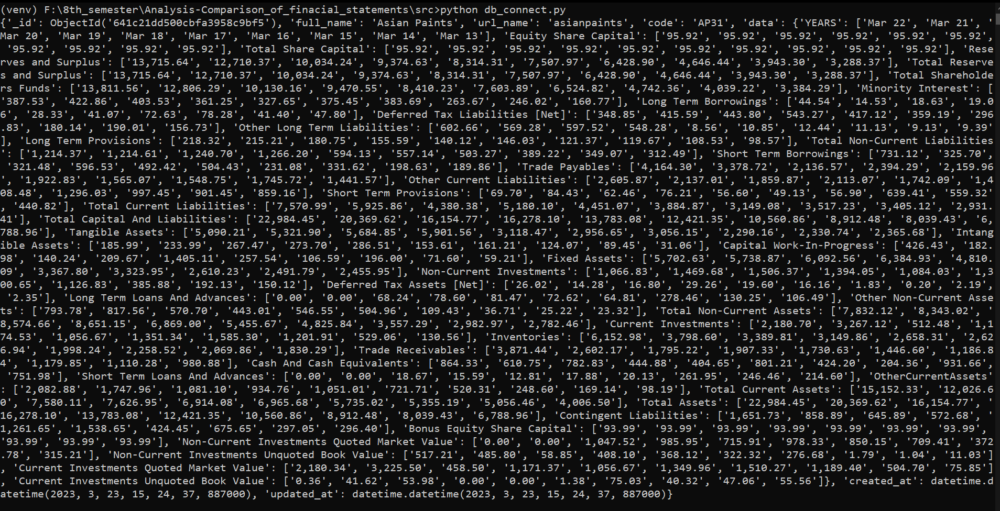 (venv) F:\8th_semester\Analysis-Comparison_of_finacial_statements\src>python db_connect.py
{'_id': ObjectId('641c21dd500cbfa3958c9bf5'), 'full_name': 'Asian Paints', 'url_name': 'asianpaints', 'code': 'AP31', 'data': {'YEARS': ['Mar 22', 'Mar 21', '
Mar 20', 'Mar 19', 'Mar 18', 'Mar 17', 'Mar 16', 'Mar 15', 'Mar 14', 'Mar 13'], 'Equity Share Capital': ['95.92', '95.92', '95.92', '95.92', '95.92', '95.92',
 '95.92', '95.92', '95.92', '95.92'], 'Total Share Capital': ['95.92', '95.92', '95.92', '95.92', '95.92', '95.92', '95.92', '95.92', '95.92', '95.92'], 'Rese
rves and Surplus': ['13,715.64', '12,710.37', '10,034.24', '9,374.63', '8,314.31', '7,507.97', '6,428.90', '4,646.44', '3,943.30', '3,288.37'], 'Total Reserve
s and Surplus': ['13,715.64', '12,710.37', '10,034.24', '9,374.63', '8,314.31', '7,507.97', '6,428.90', '4,646.44', '3,943.30', '3,288.37'], 'Total Shareholde
rs Funds': ['13,811.56', '12,806.29', '10,130.16', '9,470.55', '8,410.23', '7,603.89', '6,524.82', '4,742.36', '4,039.22', '3,384.29'], 'Minority Interest': [
'387.53', '422.86', '403.53', '361.25', '327.65', '375.45', '383.69', '263.67', '246.02', '160.77'], 'Long Term Borrowings': ['44.54', '14.53', '18.63', '19.0
6', '28.33', '41.07', '72.63', '78.28', '41.40', '47.80'], 'Deferred Tax Liabilities [Net]': ['348.85', '415.59', '443.80', '543.27', '417.12', '359.19', '296
.83', '180.14', '190.01', '156.73'], 'Other Long Term Liabilities': ['602.66', '569.28', '597.52', '548.28', '8.56', '10.85', '12.44', '11.13', '9.13', '9.39'
], 'Long Term Provisions': ['218.32', '215.21', '180.75', '155.59', '140.12', '146.03', '121.37', '119.67', '108.53', '98.57'], 'Total Non-Current Liabilities
': ['1,214.37', '1,214.61', '1,240.70', '1,266.20', '594.13', '557.14', '503.27', '389.22', '349.07', '312.49'], 'Short Term Borrowings': ['731.12', '325.70',
 '321.48', '596.53', '492.42', '504.43', '231.08', '331.62', '198.63', '189.86'], 'Trade Payables': ['4,164.30', '3,378.72', '2,136.57', '2,394.29', '2,159.96
', '1,922.83', '1,565.07', '1,548.75', '1,745.72', '1,441.57'], 'Other Current Liabilities': ['2,605.87', '2,137.01', '1,859.87', '2,113.07', '1,742.09', '1,4
08.48', '1,296.03', '997.45', '901.45', '859.16'], 'Short Term Provisions': ['69.70', '84.43', '62.46', '76.21', '56.60', '49.13', '56.90', '639.41', '559.32'
, '440.82'], 'Total Current Liabilities': ['7,570.99', '5,925.86', '4,380.38', '5,180.10', '4,451.07', '3,884.87', '3,149.08', '3,517.23', '3,405.12', '2,931.
41'], 'Total Capital And Liabilities': ['22,984.45', '20,369.62', '16,154.77', '16,278.10', '13,783.08', '12,421.35', '10,560.86', '8,912.48', '8,039.43', '6,
788.96'], 'Tangible Assets': ['5,090.21', '5,321.90', '5,684.85', '5,901.56', '3,118.47', '2,956.65', '3,056.15', '2,290.16', '2,330.74', '2,365.68'], 'Intang
ible Assets': ['185.99', '233.99', '267.47', '273.70', '286.51', '153.61', '161.21', '124.07', '89.45', '31.06'], 'Capital Work-In-Progress': ['426.43', '182.
98', '140.24', '209.67', '1,405.11', '257.54', '106.59', '196.00', '71.60', '59.21'], 'Fixed Assets': ['5,702.63', '5,738.87', '6,092.56', '6,384.93', '4,810.
09', '3,367.80', '3,323.95', '2,610.23', '2,491.79', '2,455.95'], 'Non-Current Investments': ['1,066.83', '1,469.68', '1,506.37', '1,394.05', '1,084.03', '1,3
00.65', '1,126.83', '385.88', '192.13', '150.12'], 'Deferred Tax Assets [Net]': ['26.02', '14.28', '16.80', '29.26', '19.60', '16.16', '1.83', '0.20', '2.19',
 '2.35'], 'Long Term Loans And Advances': ['0.00', '0.00', '68.24', '78.60', '81.47', '72.62', '64.81', '278.46', '130.25', '106.49'], 'Other Non-Current Asse
ts': ['793.78', '817.56', '570.70', '443.01', '546.55', '504.96', '109.43', '36.71', '25.22', '23.32'], 'Total Non-Current Assets': ['7,832.12', '8,343.02', '
8,574.66', '8,651.15', '6,869.00', '5,455.67', '4,825.84', '3,557.29', '2,982.97', '2,782.46'], 'Current Investments': ['2,180.70', '3,267.12', '512.48', '1,1
74.53', '1,056.67', '1,351.34', '1,585.30', '1,201.91', '529.06', '130.56'], 'Inventories': ['6,152.98', '3,798.60', '3,389.81', '3,149.86', '2,658.31', '2,62
6.94', '1,998.24', '2,258.52', '2,069.86', '1,830.29'], 'Trade Receivables': ['3,871.44', '2,602.17', '1,795.22', '1,907.33', '1,730.63', '1,446.60', '1,186.8
4', '1,179.85', '1,110.28', '980.88'], 'Cash And Cash Equivalents': ['864.33', '610.75', '782.83', '444.88', '404.65', '801.21', '424.20', '204.36', '931.66',
 '751.98'], 'Short Term Loans And Advances': ['0.00', '0.00', '18.67', '15.59', '12.81', '17.88', '20.13', '261.95', '246.46', '214.60'], 'OtherCurrentAssets'
: ['2,082.88', '1,747.96', '1,081.10', '934.76', '1,051.01', '721.71', '520.31', '248.60', '169.14', '98.19'], 'Total Current Assets': ['15,152.33', '12,026.6
0', '7,580.11', '7,626.95', '6,914.08', '6,965.68', '5,735.02', '5,355.19', '5,056.46', '4,006.50'], 'Total Assets': ['22,984.45', '20,369.62', '16,154.77', '
16,278.10', '13,783.08', '12,421.35', '10,560.86', '8,912.48', '8,039.43', '6,788.96'], 'Contingent Liabilities': ['1,651.73', '858.89', '645.89', '572.68', '
1,261.65', '1,538.65', '424.45', '675.65', '297.05', '296.40'], 'Bonus Equity Share Capital': ['93.99', '93.99', '93.99', '93.99', '93.99', '93.99', '93.99',
'93.99', '93.99', '93.99'], 'Non-Current Investments Quoted Market Value': ['0.00', '0.00', '1,047.52', '985.95', '715.91', '978.33', '850.15', '709.41', '372
.78', '315.21'], 'Non-Current Investments Unquoted Book Value': ['517.21', '485.80', '58.85', '408.10', '368.12', '322.32', '276.68', '1.79', '1.04', '11.03']
, 'Current Investments Quoted Market Value': ['2,180.34', '3,225.50', '458.50', '1,171.37', '1,056.67', '1,349.96', '1,510.27', '1,189.40', '504.70', '75.85']
, 'Current Investments Unquoted Book Value': ['0.36', '41.62', '53.98', '0.00', '0.00', '1.38', '75.03', '40.32', '47.06', '55.56']}, 'created_at': datetime.d
atetime(2023, 3, 23, 15, 24, 37, 887000), 'updated_at': datetime.datetime(2023, 3, 23, 15, 24, 37, 887000)}